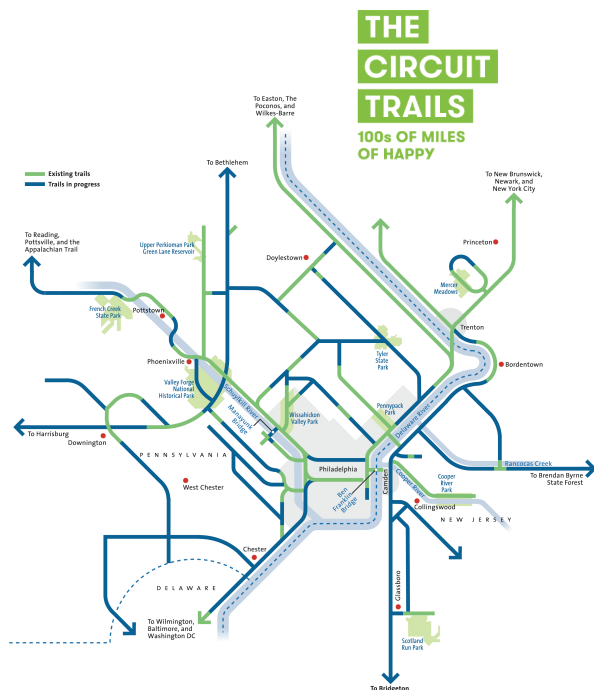 THE
CIRCUIT
TRAILS
100s OF MILES
OF HAPPY
To Easton, The
Poconos, and
Wilkes-Barre
To Bethlehem
Existing trails
Trails in progress
To New Brunswick,
Newark, and
New York City
To Reading,
Pottsville, and the
Appalachian Trail
Upper Perkioman Park
Green Lane Reservoir
Doylestown
Princeton
Mercer
Meadows
French Creek
State Park
Pottstown
Trenton
Phoenixville
Tyler
State
Park
Bordentown
Valley Forge
National
Historical Park
Schuylkill River
Manayunk
Bridge
Wissahikon
Valley Park
Pennypack
Park
Delaware River
To Harrisburg
Downington
PENNSYLVANIA
Philadelphia
Camden
Rancocas Creek
To Brendan Byrne
State Forest
Cooper River
Cooper
River
Park
West Chester
Ben
Franklin
Bridge
Collingswood
NEW JERSEY
Chester
DELAWARE
Glassboro
To Wilmington,
Baltimore, and
Washington DC
Scotland
Run Park
To Bridgeton